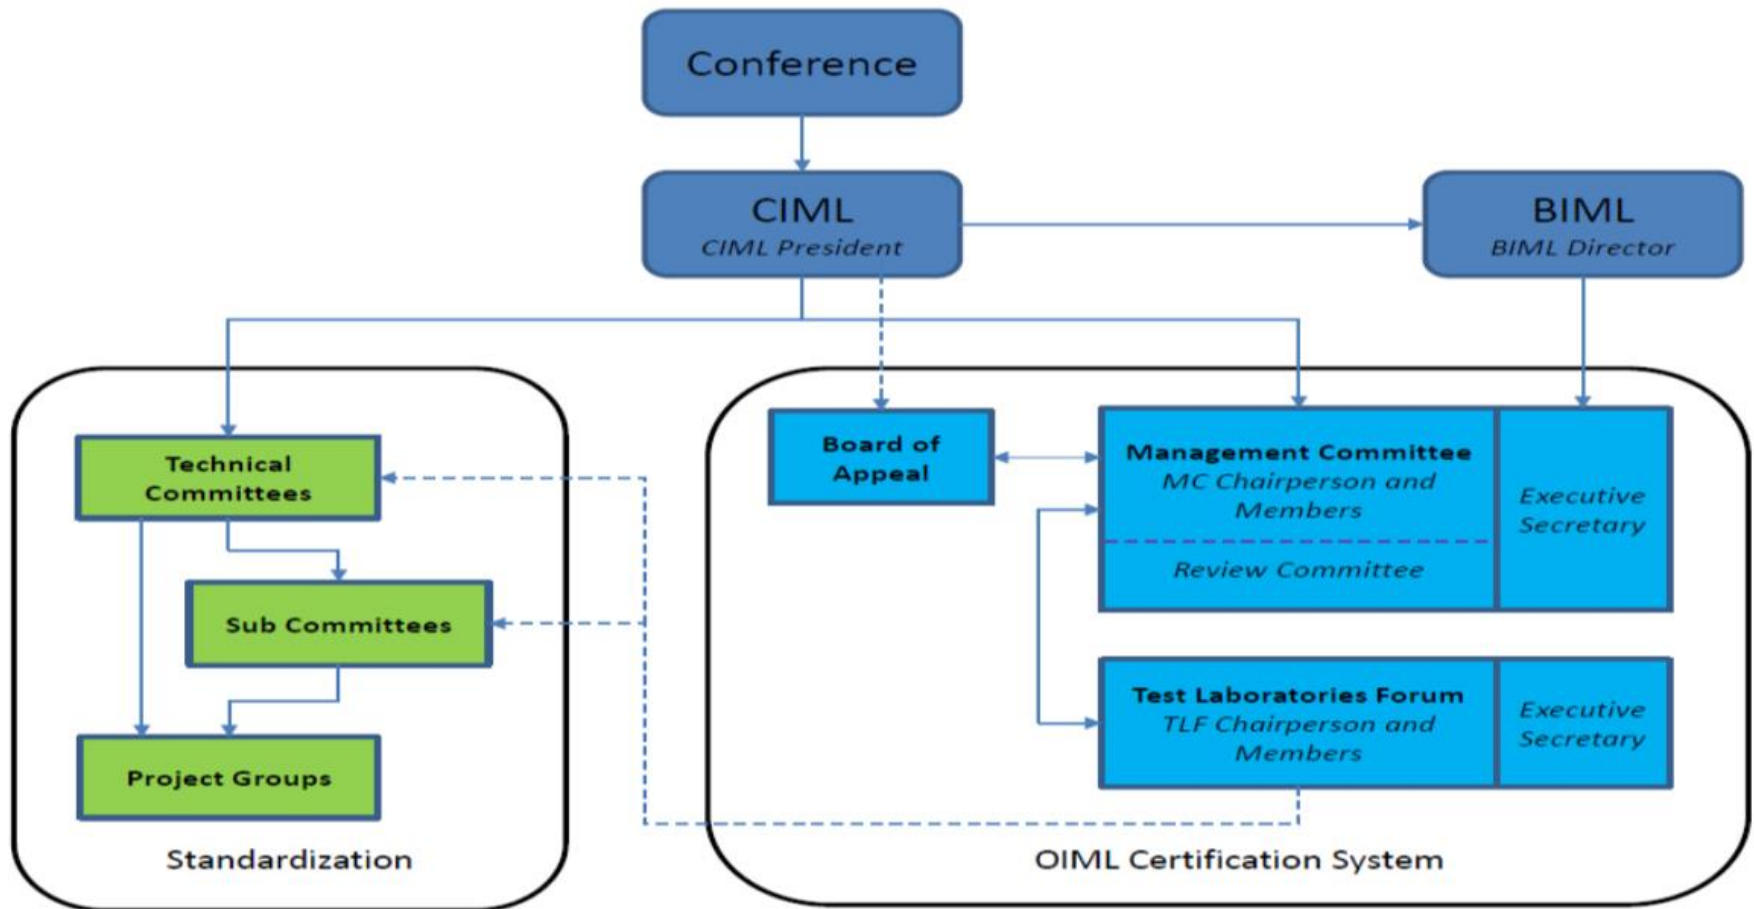 Conference
CIML
CIML President
BIML
BIML Director
Technical
Committees
Sub Committees
Project Groups
Standardization
Board of
Appeal
Management Committee
MC Chairperson and
Members
Review Committee
Executive
Secretary
Test Laboratories Forum
TLF Chairperson and
Members
Executive
Secretary
OIML Certification System